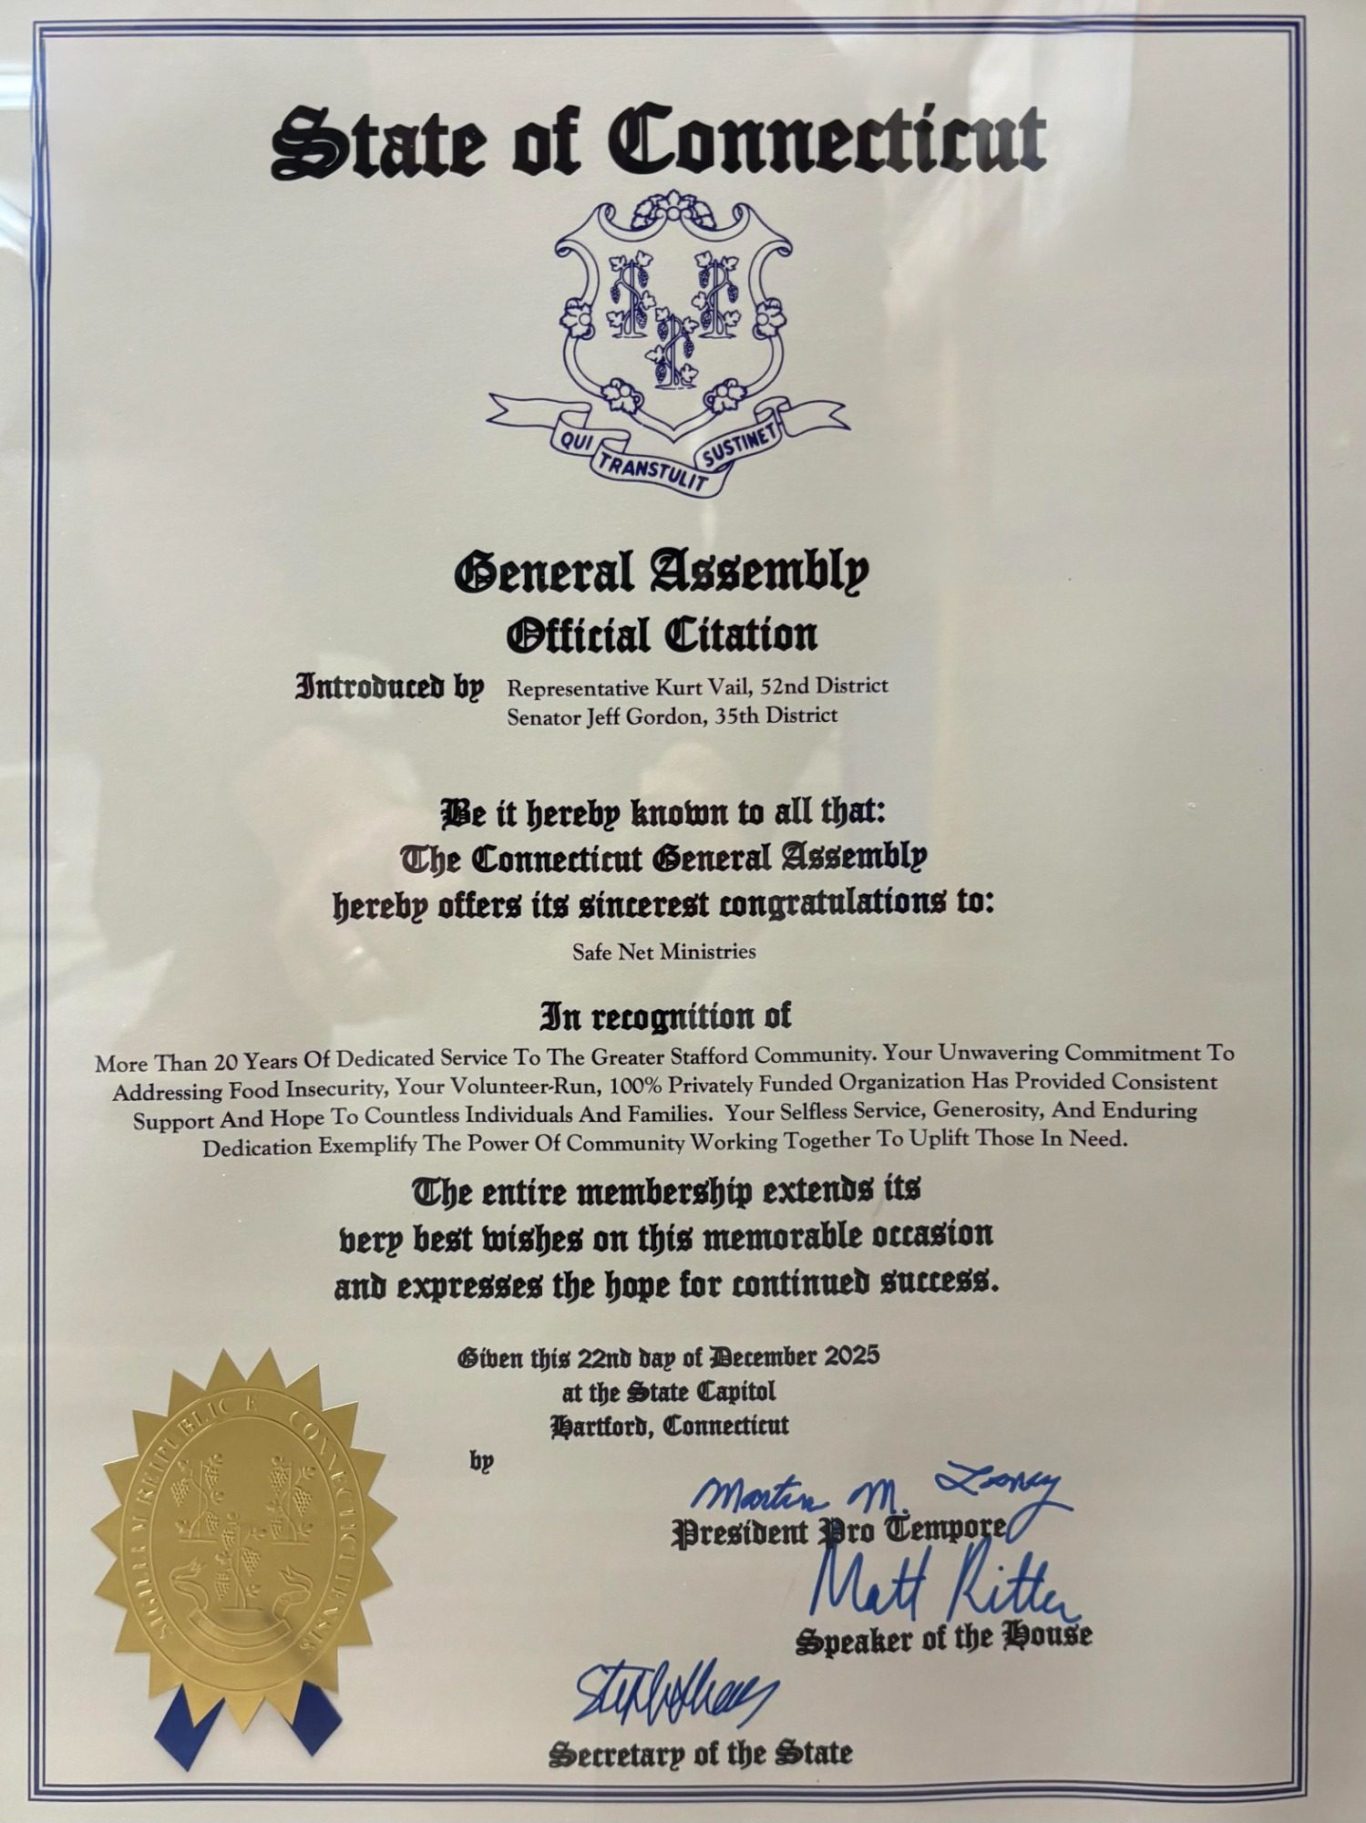 State of Connecticut
QUI TRANSTULIT SUSTINET
General Assembly
Official Citation
Introduced by Representative Kurt Vail, 52nd District
Senator Jeff Gordon, 35th District
Be it hereby known to all that:
The Connecticut General Assembly
hereby offers its sincerest congratulations to:
Safe Net Ministries
In recognition of
More Than 20 Years Of Dedicated Service To The Greater Stafford Community. Your Unwavering Commitment To
Addressing Food Insecurity, Your Volunteer-Run, 100% Privately Funded Organization Has Provided Consistent
Support And Hope To Countless Individuals And Families. Your Selfless Service, Generosity, And Enduring
Dedication Exemplify The Power Of Community Working Together To Uplift Those In Need.
The entire membership extends its
very best wishes on this memorable occasion
and expresses the hope for continued success.
Given this 22nd day of December 2025
at the State Capitol
Hartford, Connecticut
by
Martin M. Looney
President Pro Tempore
Matt Ritter
Speaker of the House
Secretary of the State